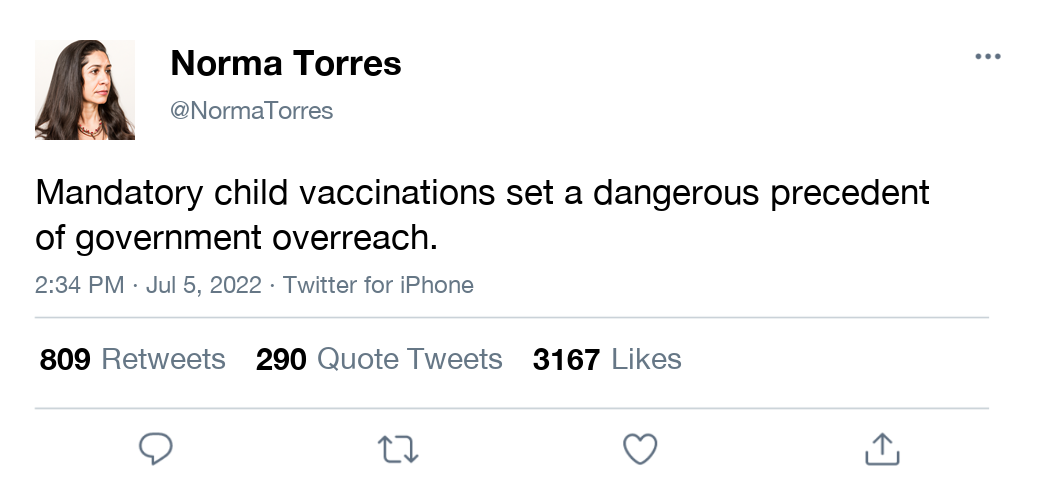 Norma Torres
@NormaTorres
Mandatory child vaccinations set a dangerous precedent
of government overreach.
2:34 PM · Jul 5, 2022 · Twitter for iPhone
809 Retweets 290 Quote Tweets 3167 Likes